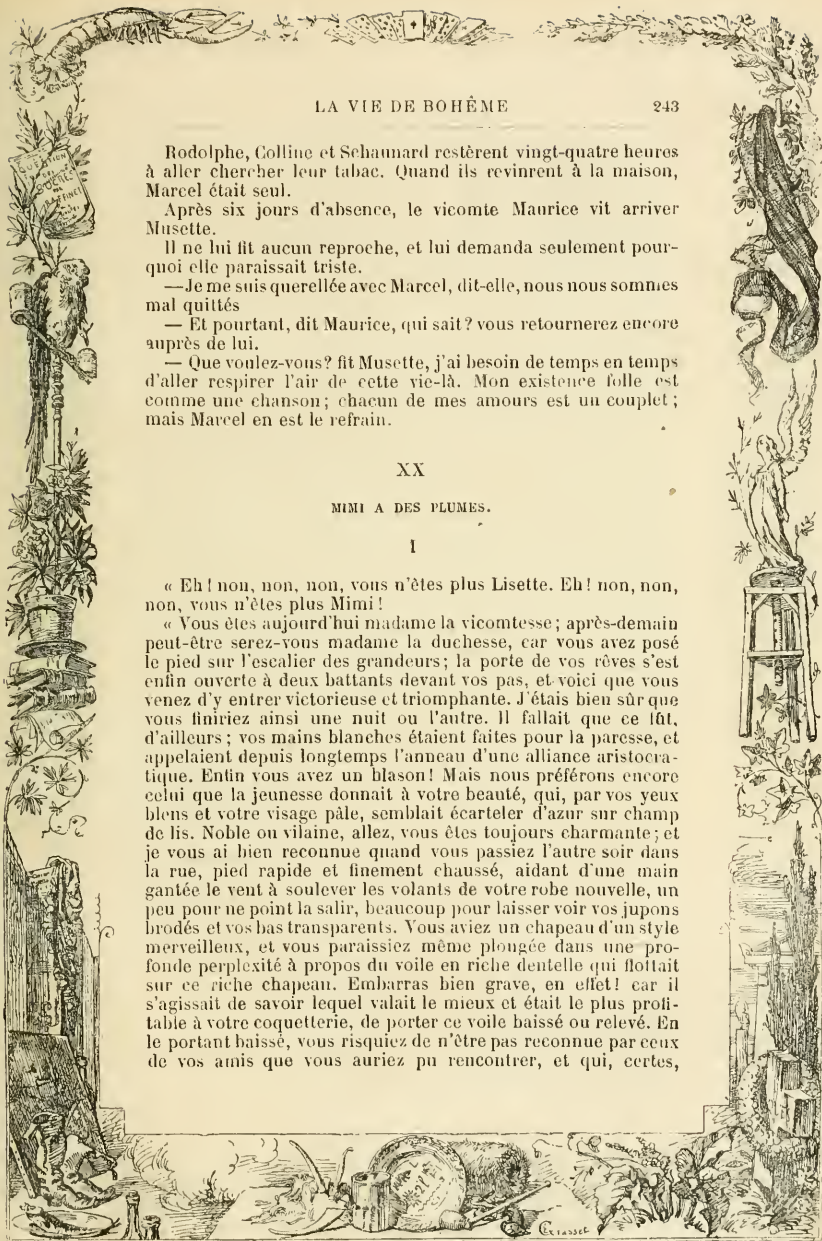 LA VIE DE BOHÊME 243
Rodolphe, Colline et Schaunard restèrent vingt-quatre heures
à aller chercher leur tabac. Quand ils revinrent à la maison,
Marcel était seul.
Après six jours d'absence, le vicomte Maurice vit arriver
Musette.
Il ne lui fit aucun reproche, et lui demanda seulement pour-
quoi elle paraissait triste.
—Je me suis querellée avec Marcel, dit-elle, nous nous sommes
mal quittés
— Et pourtant, dit Maurice, qui sait? vous retournerez encore
auprès de lui.
— Que voulez-vous? fit Musette, j'ai besoin de temps en temps
d'aller respirer l'air de cette vie-là. Mon existence folle est
comme une chanson; chacun de mes amours est un couplet;
mais Marcel en est le refrain.
XX
MIMI A DES PLUMES.
I
« Eh! non, non, non, vous n'êtes plus Lisette. Eh! non, non,
non, vous n'êtes plus Mimi!
« Vous êtes aujourd'hui madame la vicomtesse; après-demain
peut-être serez-vous madame la duchesse, car vous avez posé
le pied sur l'escalier des grandeurs; la porte de vos rêves s'est
enfin ouverte à deux battants devant vos pas, et voici que vous
venez d'y entrer victorieuse et triomphante. J'étais bien sûr que
vous finiriez ainsi une nuit ou l'autre. Il fallait que ce fût,
d'ailleurs; vos mains blanches étaient faites pour la paresse, et
appelaient depuis longtemps l'anneau d'une alliance aristocra-
tique. Enfin vous avez un blason! Mais nous préférons encore
celui que la jeunesse donnait à votre beauté, qui, par vos yeux
bleus et votre visage pâle, semblait écarteler d'azur sur champ
de lis. Noble ou vilaine, allez, vous êtes toujours charmante; et
je vous ai bien reconnue quand vous passiez l'autre soir dans
la rue, pied rapide et finement chaussé, aidant d'une main
gantée le vent à soulever les volants de votre robe nouvelle, un
peu pour ne point la salir, beaucoup pour laisser voir vos jupons
brodés et vos bas transparents. Vous aviez un chapeau d'un style
merveilleux, et vous paraissiez même plongée dans une pro-
fonde perplexité à propos du voile en riche dentelle qui flottait
sur ce riche chapeau. Embarras bien grave, en effet! car il
s'agissait de savoir lequel valait le mieux et était le plus profi-
table à votre coquetterie, de porter ce voile baissé ou relevé. En
le portant baissé, vous risquiez de n'être pas reconnue par ceux
de vos amis que vous auriez pu rencontrer, et qui, certes,